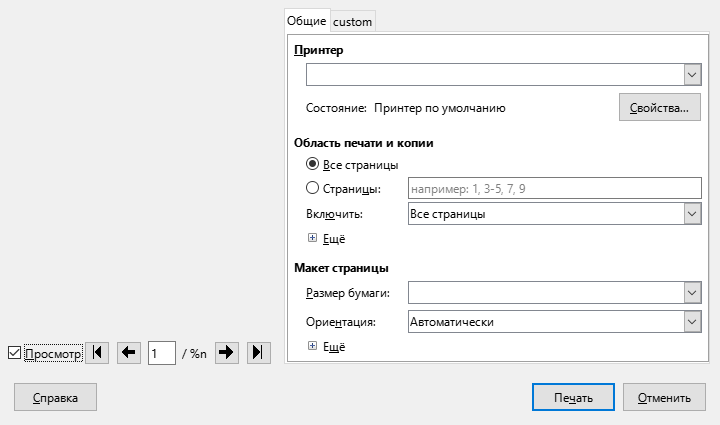 Общие custom
Принтер
Состояние: Принтер по умолчанию Свойства...
Область печати и копии
Все страницы
Страницы: например: 1, 3-5, 7, 9
Включить: Все страницы
Ещё
Макет страницы
Размер бумаги:
Ориентация: Автоматически
Ещё
Просмотр 1 / %n
Справка Печать Отменить